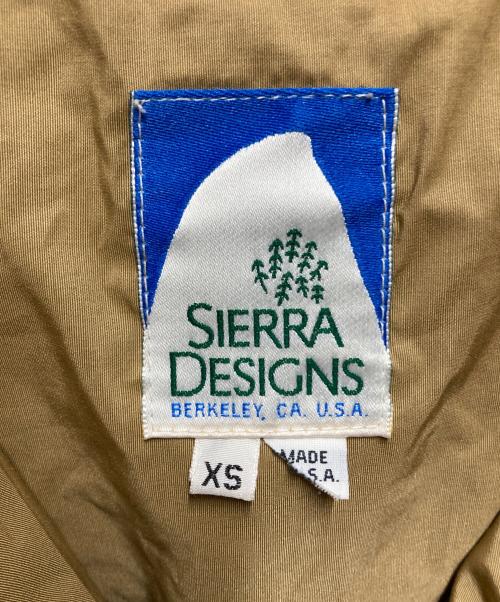 SIERRA
DESIGNS
BERKELEY, CA. U.S.A.
XS
MADE
S.A.